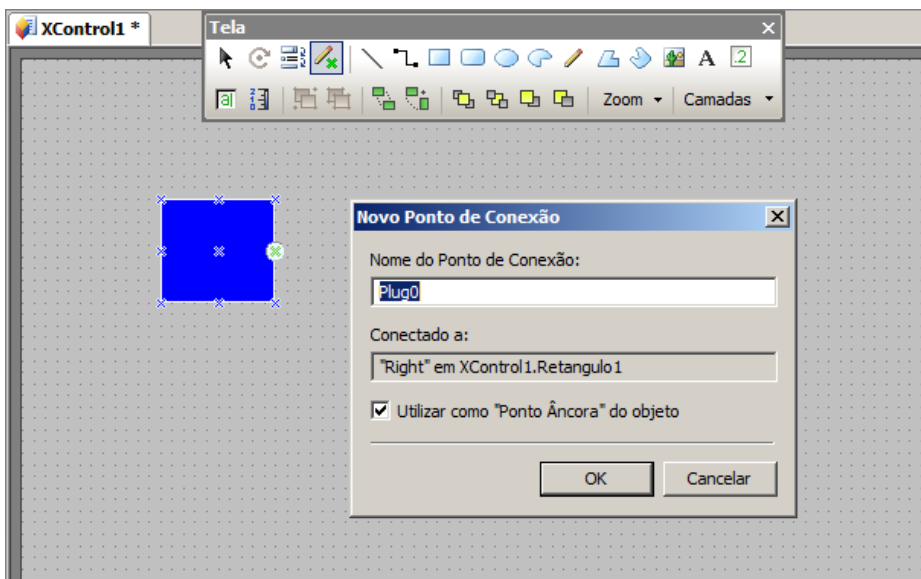 XControl1 *
Tela
A
.2
a
Zoom
Camadas
Novo Ponto de Conexão
Nome do Ponto de Conexão:
Plug0
Conectado a:
"Right" em XControl1.Retangulo1
Utilizar como "Ponto Âncora" do objeto
OK
Cancelar